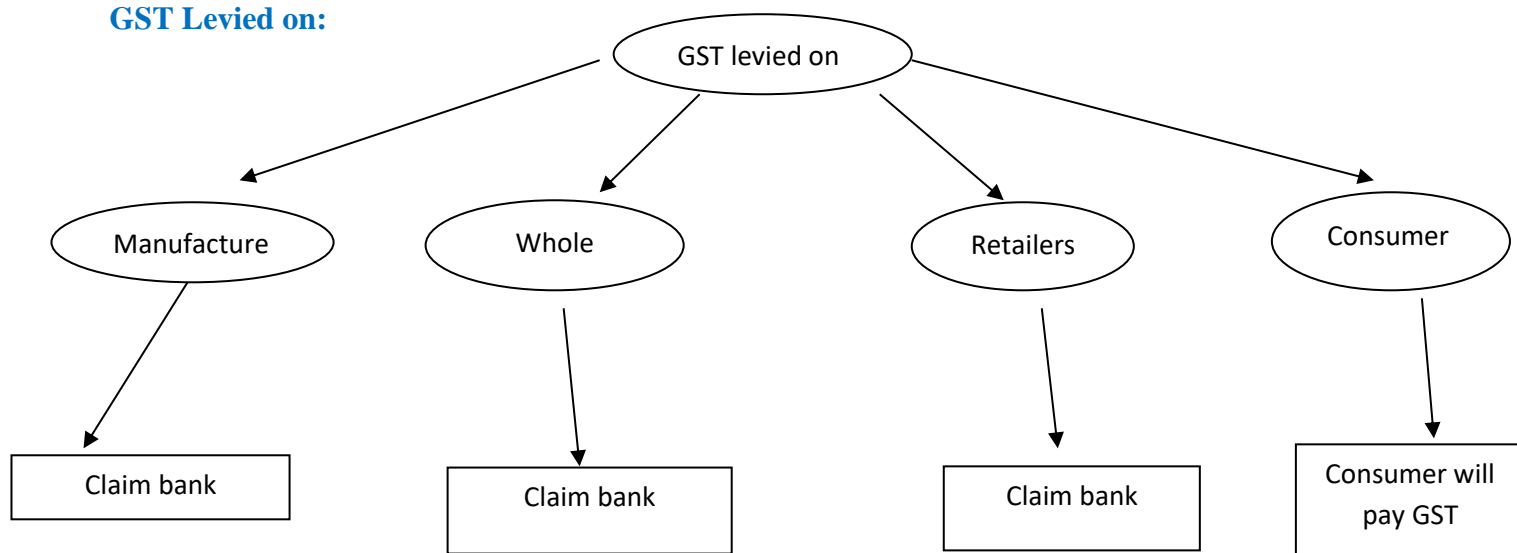 GST Levied on:
GST levied on
Manufacture
Whole
Retailers
Consumer
Claim bank
Claim bank
Claim bank
Consumer will
pay GST